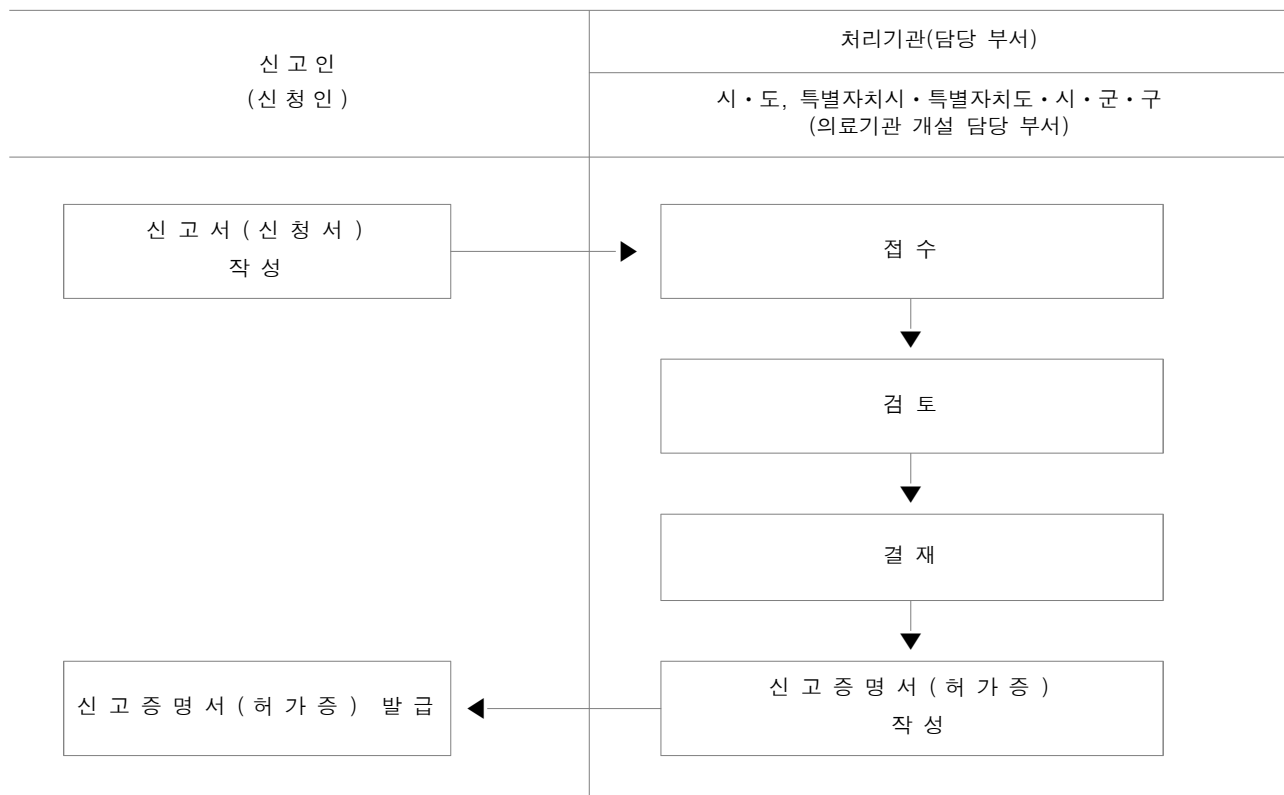 신 고 인
(신 청 인)
처리기관(담당 부서)
시・도, 특별자치시・특별자치도・시・군・구
(의료기관 개설 담당 부서)
신 고 서 ( 신 청 서 )
작 성
접 수
검 토
결 재
신 고 증 명 서 ( 허 가 증 ) 발 급
신 고 증 명 서 ( 허 가 증 )
작 성